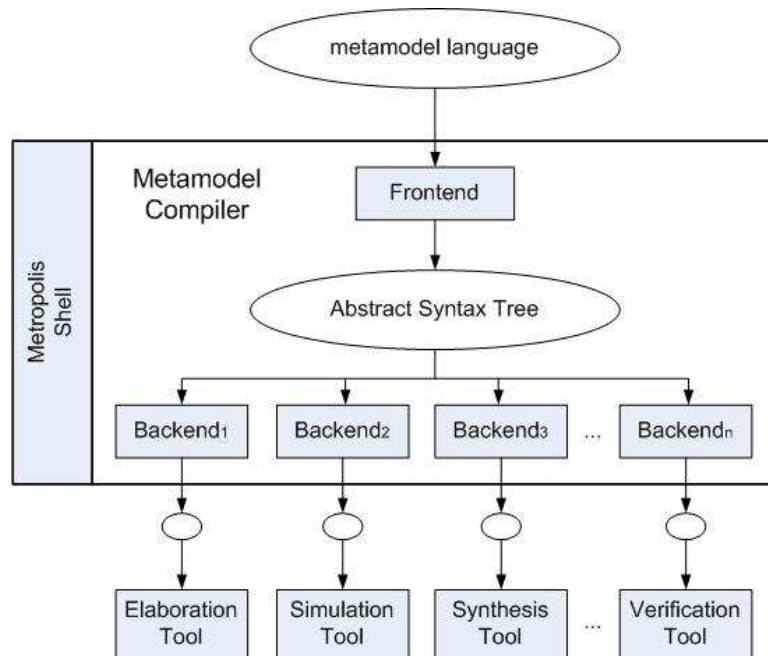 metamodel language
Metamodel
Compiler
Frontend
Metropolis
Shell
Abstract Syntax Tree
Backend₁ Backend₂ Backend₃ ... Backendₙ
Elaboration Simulation Synthesis ... Verification
Tool Tool Tool Tool